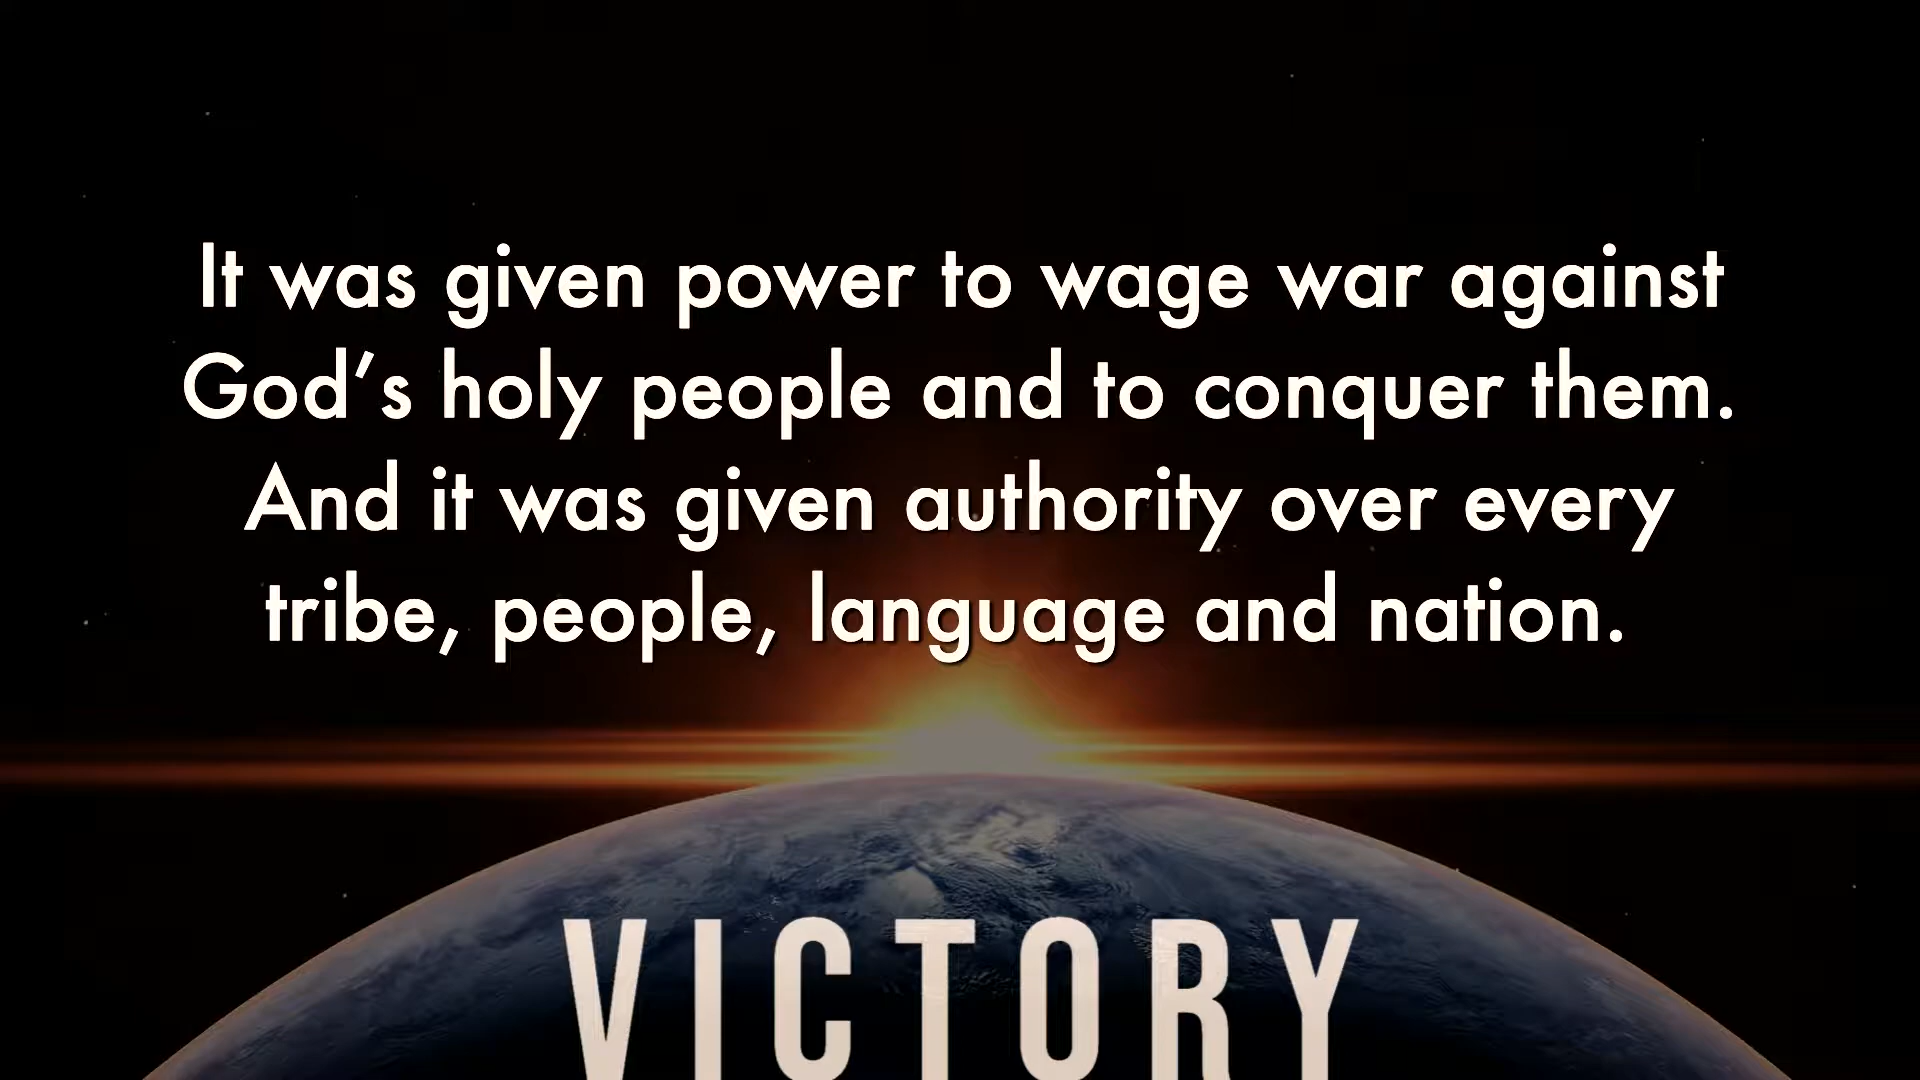 It was given power to wage war against
God’s holy people and to conquer them.
And it was given authority over every
tribe, people, language and nation.
VICTORY